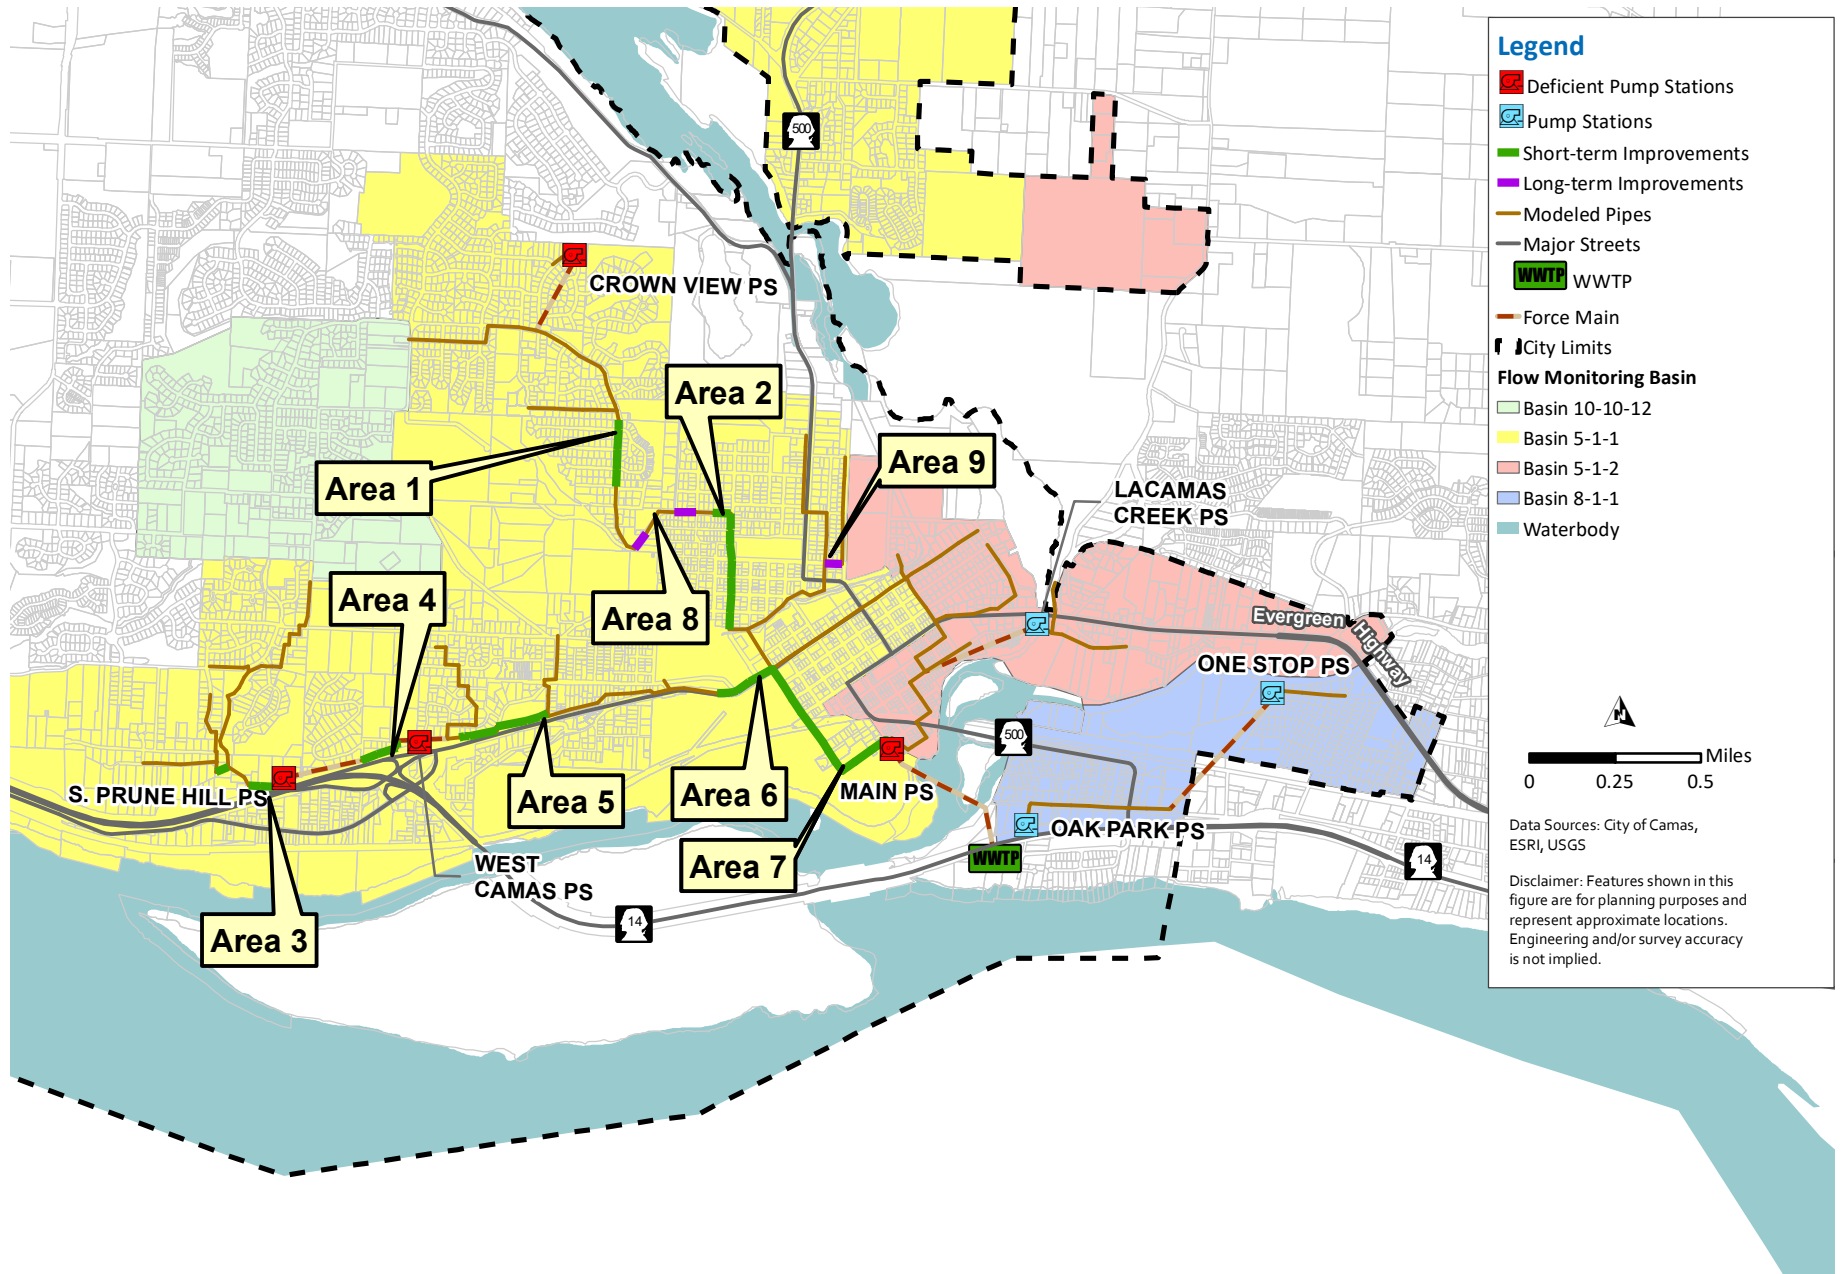 500
CROWN VIEW PS
Area 2
Area 9
Area 1
LACAMAS
CREEK PS
Area 4
Area 8
Evergreen
Highway
ONE STOP PS
500
S. PRUNE HILL PS
Area 5
Area 6
MAIN PS
OAK PARK PS
WWTP
Area 7
WEST
CAMAS PS
14
14
Area 3
Legend
Deficient Pump Stations
Pump Stations
Short-term Improvements
Long-term Improvements
Modeled Pipes
Major Streets
WWTP WWTP
Force Main
City Limits
Flow Monitoring Basin
Basin 10-10-12
Basin 5-1-1
Basin 5-1-2
Basin 8-1-1
Waterbody
N
Miles
0 0.25 0.5
Data Sources: City of Camas,
ESRI, USGS
Disclaimer: Features shown in this
figure are for planning purposes and
represent approximate locations.
Engineering and/or survey accuracy
is not implied.